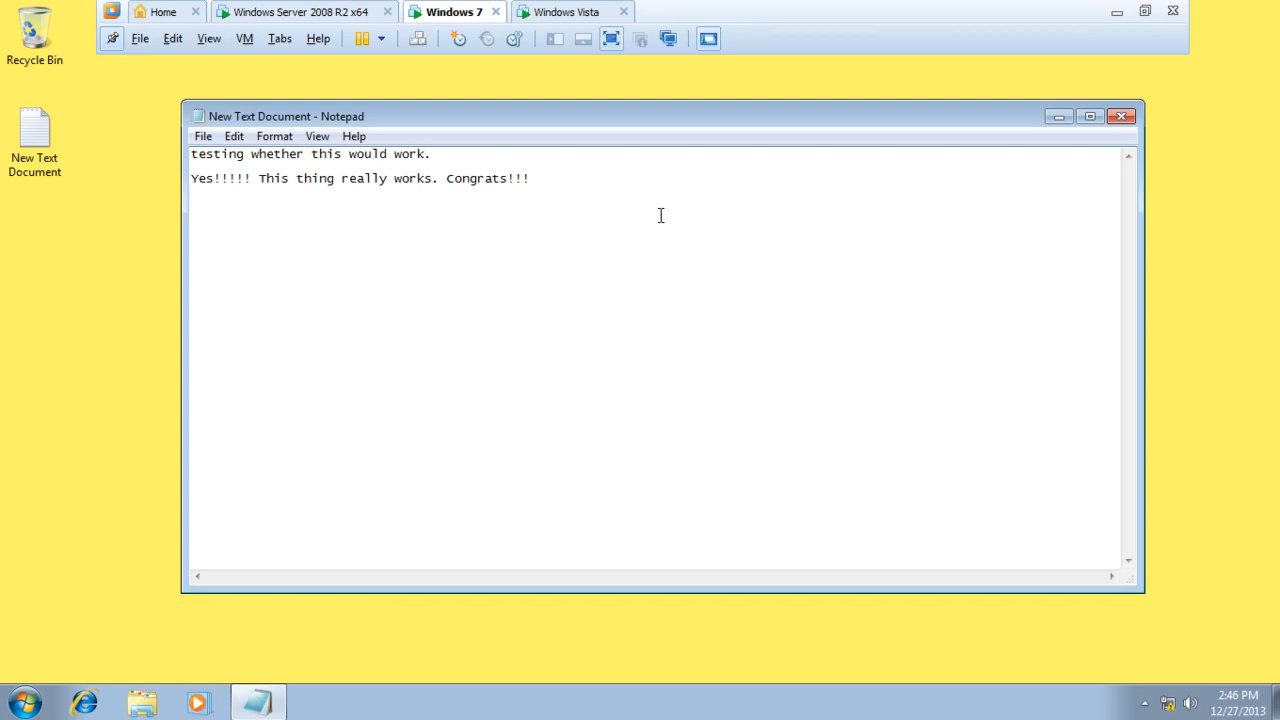 Home
Windows Server 2008 R2 x64
Windows 7
Windows Vista
File Edit View VM Tabs Help
Recycle Bin
New Text Document
New Text Document - Notepad
File Edit Format View Help
testing whether this would work.
Yes!!!!! This thing really works. Congrats!!!
2:46 PM
12/27/2013